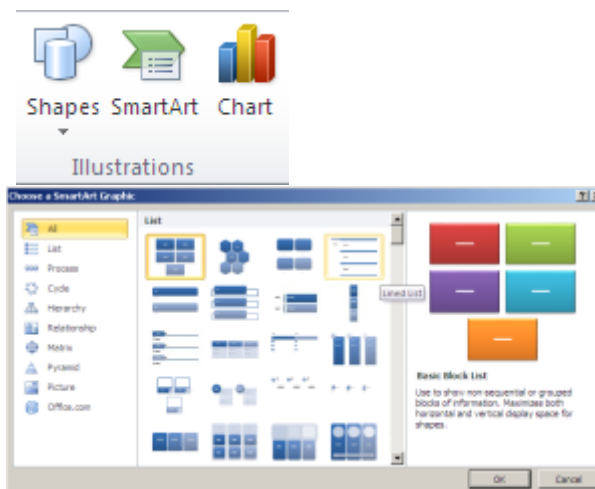 Shapes SmartArt Chart
Illustrations
Choose a SmartArt Graphic
All
List
Process
Cycle
Hierarchy
Relationship
Matrix
Pyramid
Picture
Office.com
List
Lined List
Basic Block List
Use to show non-sequential or grouped
blocks of information. Maximizes both
horizontal and vertical display space for
shapes.
OK Cancel